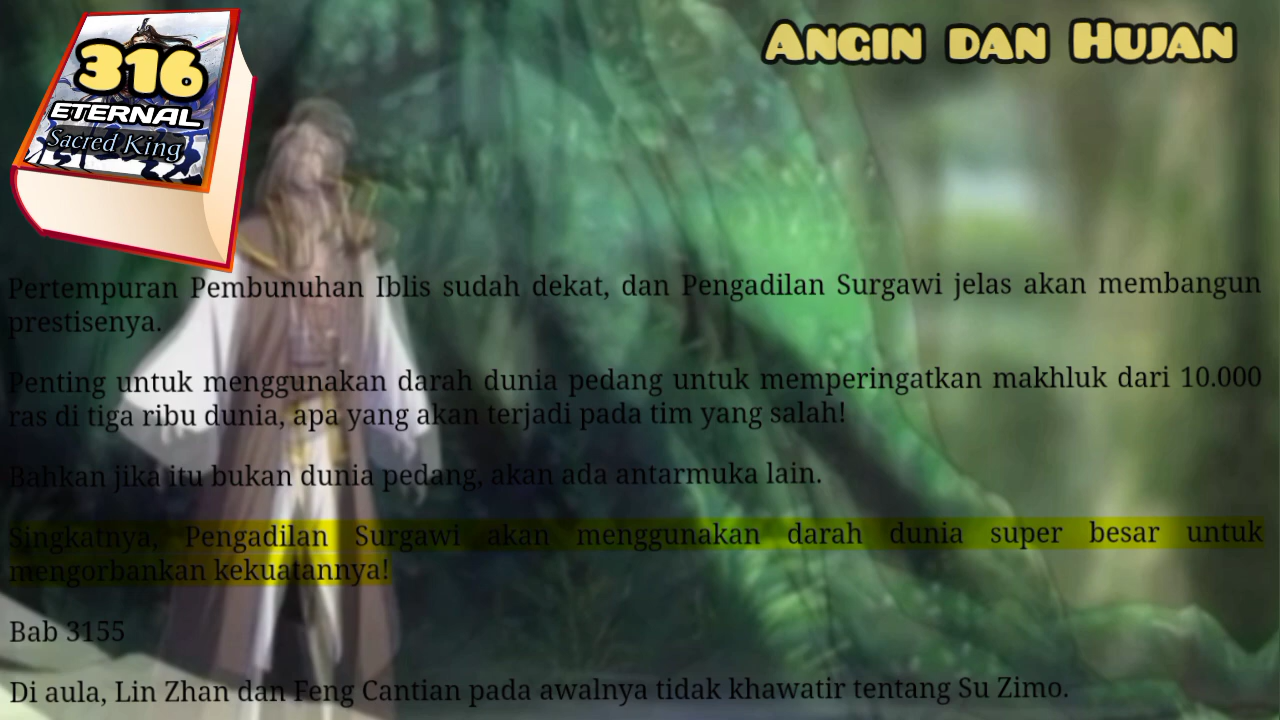 316
ETERNAL
Sacred King
Angin dan Hujan
Pertempuran Pembunuhan Iblis sudah dekat, dan Pengadilan Surgawi jelas akan membangun
prestisenya.
Penting untuk menggunakan darah dunia pedang untuk memperingatkan makhluk dari 10.000
ras di tiga ribu dunia, apa yang akan terjadi pada tim yang salah!
Bahkan jika itu bukan dunia pedang, akan ada antarmuka lain.
Singkatnya, Pengadilan Surgawi akan menggunakan darah dunia super besar untuk
mengorbankan kekuatannya!
Bab 3155
Di aula, Lin Zhan dan Feng Cantian pada awalnya tidak khawatir tentang Su Zimo.